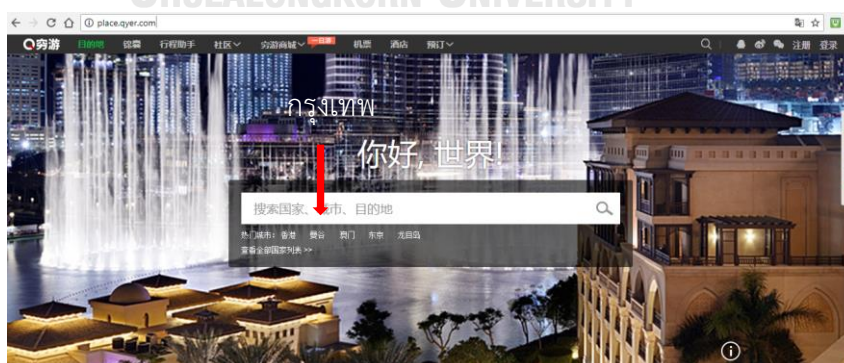 CHULALONGKORN UNIVERSITY
place.qyer.com
穷游 目的地 锦囊 行程助手 社区 穷游商城 机票 酒店 预订 注册 登录
กรุงเทพ
你好, 世界!
搜索国家、城市、目的地
热门城市: 香港 曼谷 厦门 东京 龙目岛
查看全部国家列表 >>